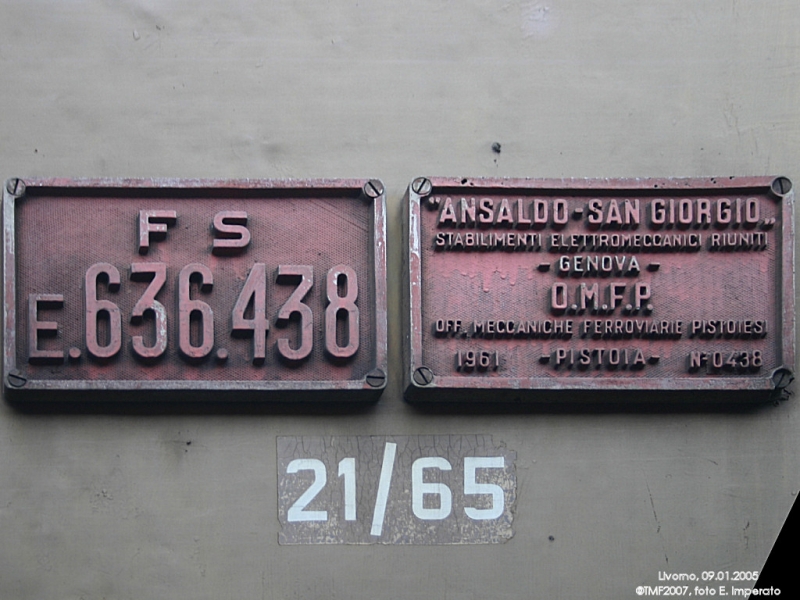 FS
E.636.438
"ANSALDO-SAN GIORGIO„
STABILIMENTI ELETTROMECCANICI RIUNITI
- GENOVA -
O.M.F.P.
OFF. MECCANICHE FERROVIARIE PISTOIESI
1961 -PISTOIA- No 0438
21/65
Livorno, 09.01.2005
©TMF2007, foto E. Imperato